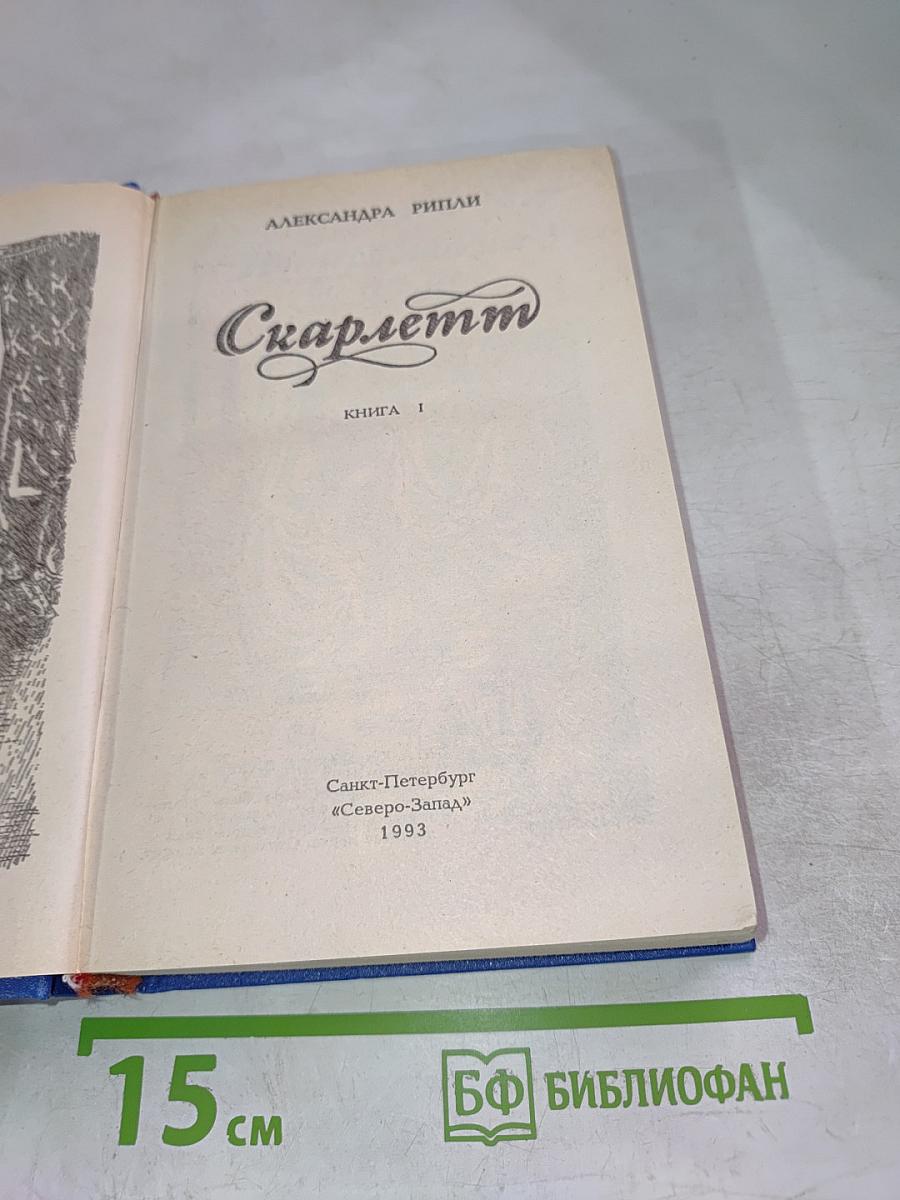 АЛЕКСАНДРА РИПЛИ
Скарлетт
КНИГА I
Санкт-Петербург
«Северо-Запад»
1993
15 см
БФ БИБЛИОФАН